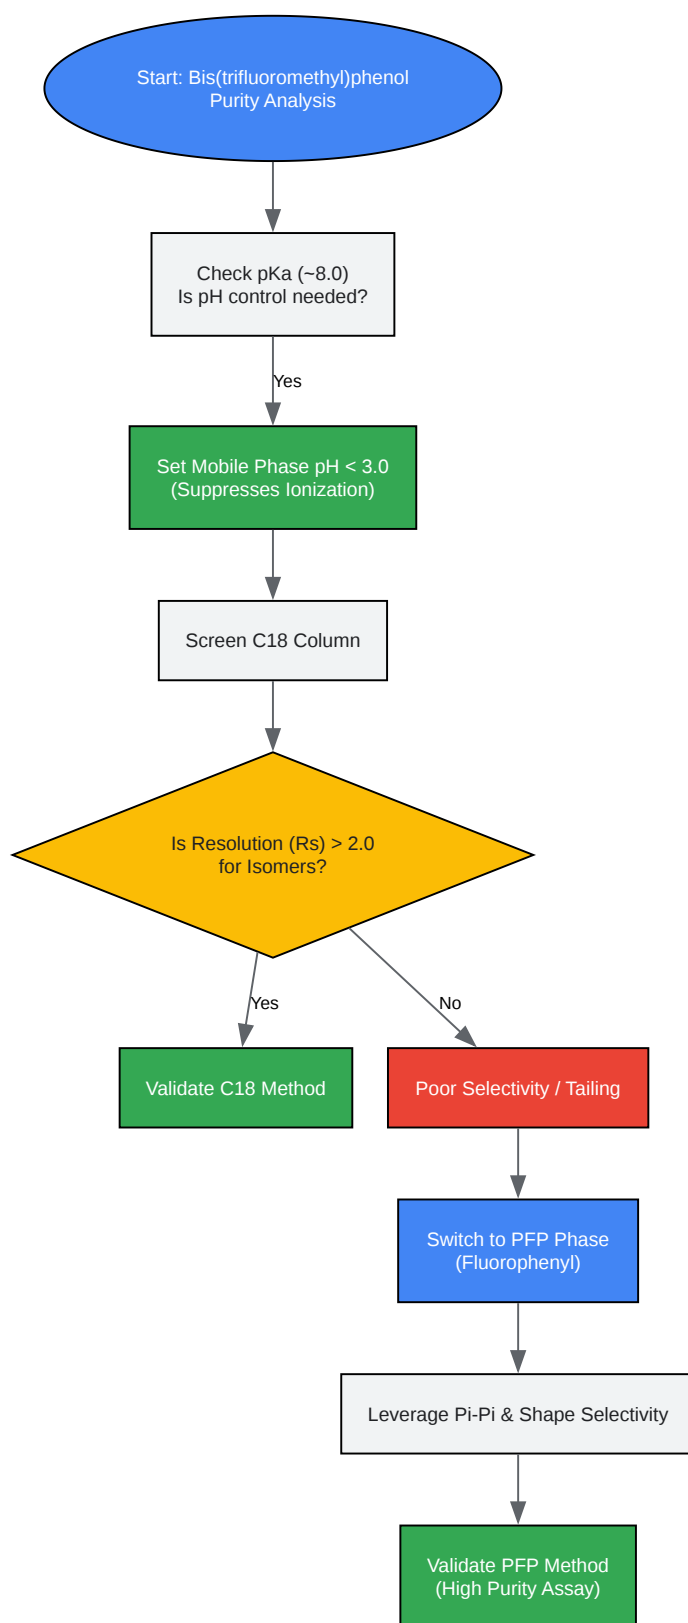 Start: Bis(trifluoromethyl)phenol
Purity Analysis
Check pKa (~8.0)
Is pH control needed?
Yes
Set Mobile Phase pH < 3.0
(Suppresses Ionization)
Screen C18 Column
Is Resolution (Rs) > 2.0
for Isomers?
Yes
No
Validate C18 Method
Poor Selectivity / Tailing
Switch to PFP Phase
(Fluorophenyl)
Leverage Pi-Pi & Shape Selectivity
Validate PFP Method
(High Purity Assay)